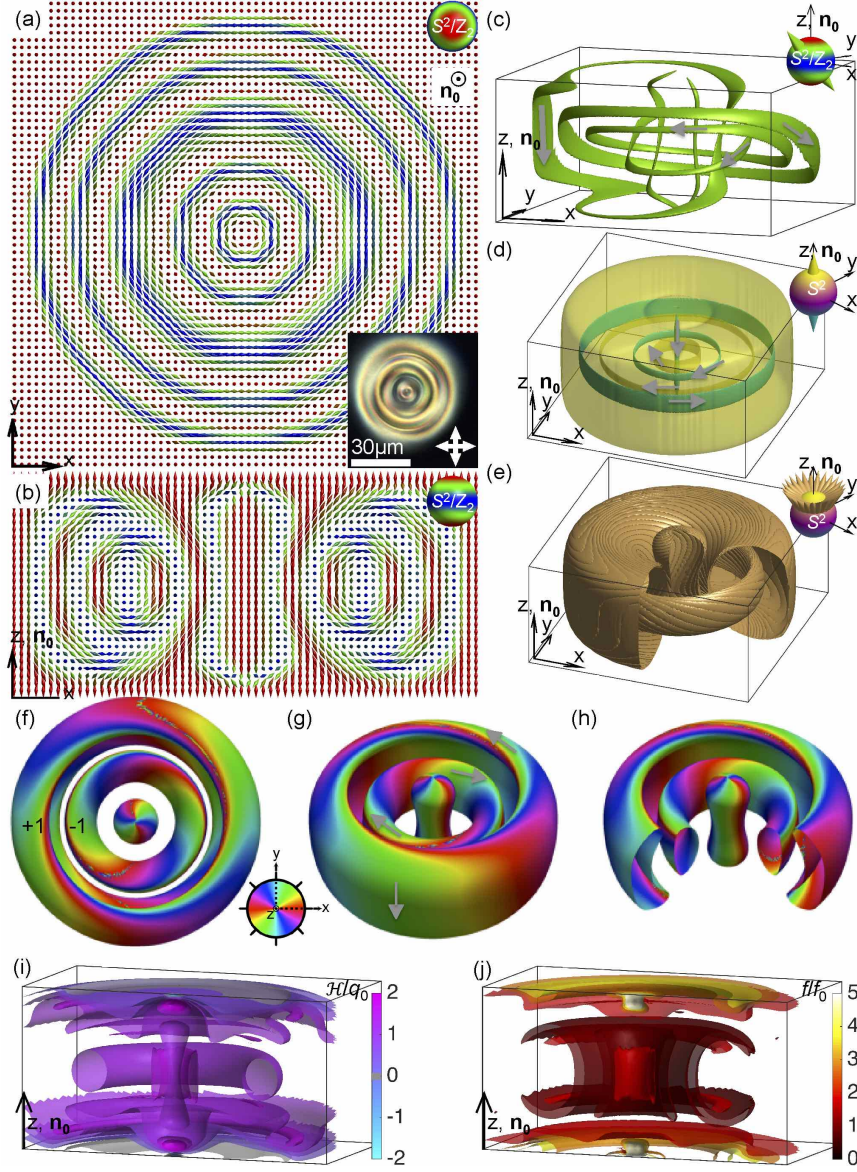 (a)
S²/Z₂
n₀
30µm
y
x
(b)
S²/Z₂
z, n₀
x
(c)
z, n₀
y
x
S²/Z₂
z, n₀
y
x
(d)
z, n₀
y
x
S²
z, n₀
y
x
(e)
z, n₀
y
x
S²
z, n₀
y
x
(f)
+1
-1
y
z
x
(g)
(h)
(i)
ℋ/q₀
2
1
0
-1
-2
z, n₀
(j)
f/f₀
5
4
3
2
1
0
z, n₀